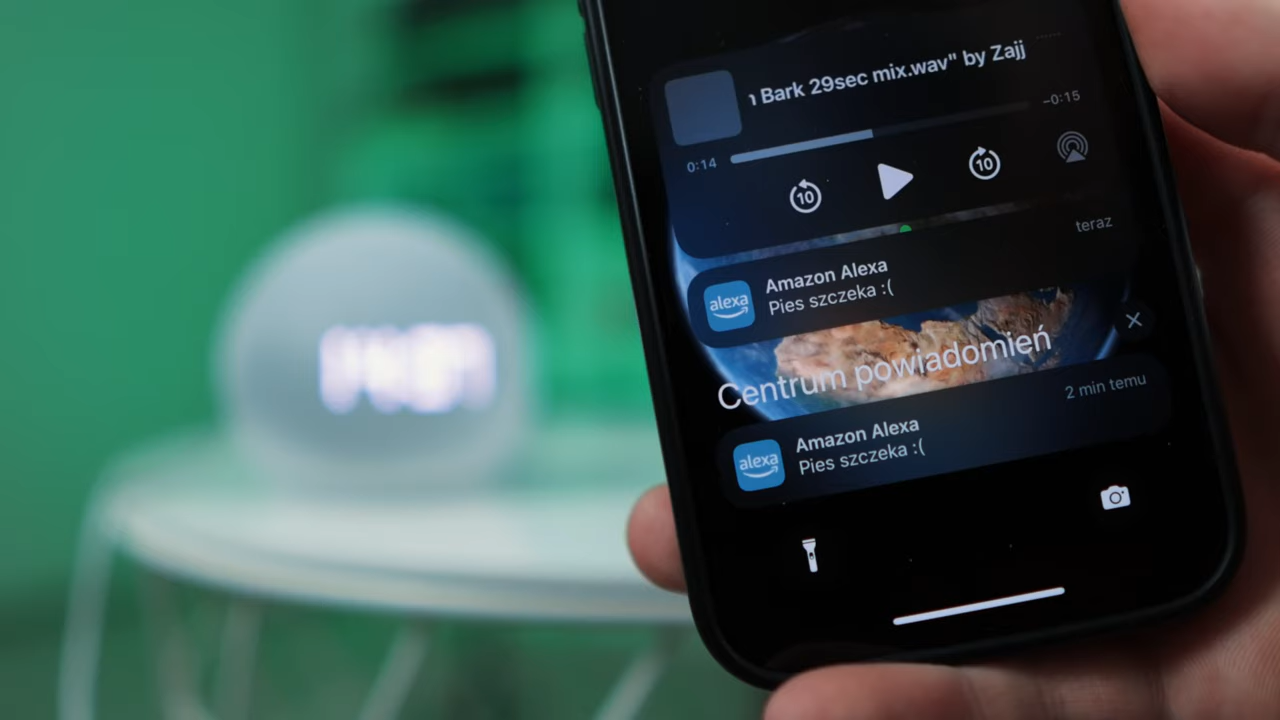 Bark 29sec mix.wav" by Zajj
0:14
-0:15
10
10
teraz
alexa
Amazon Alexa
Pies szczeka :(
Centrum powiadomień
2 min temu
alexa
Amazon Alexa
Pies szczeka :(